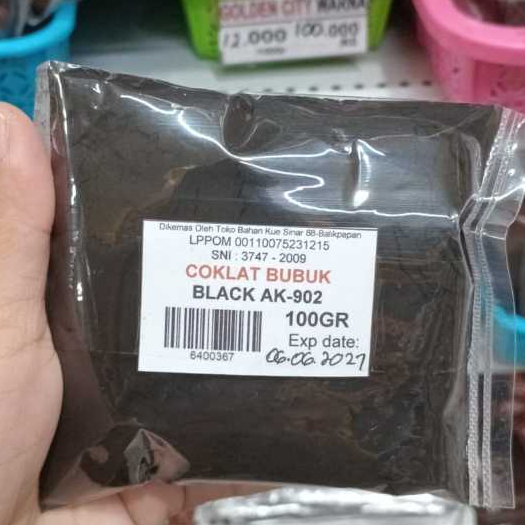 GOLDEN CITY WARNA
12.000 100.000
Dikemas Oleh Toko Bahan Kue Sinar 88-Balikpapan
LPPOM 00110075231215
SNI : 3747 - 2009
COKLAT BUBUK
BLACK AK-902
100GR
Exp date:
6400367
06.06.2027